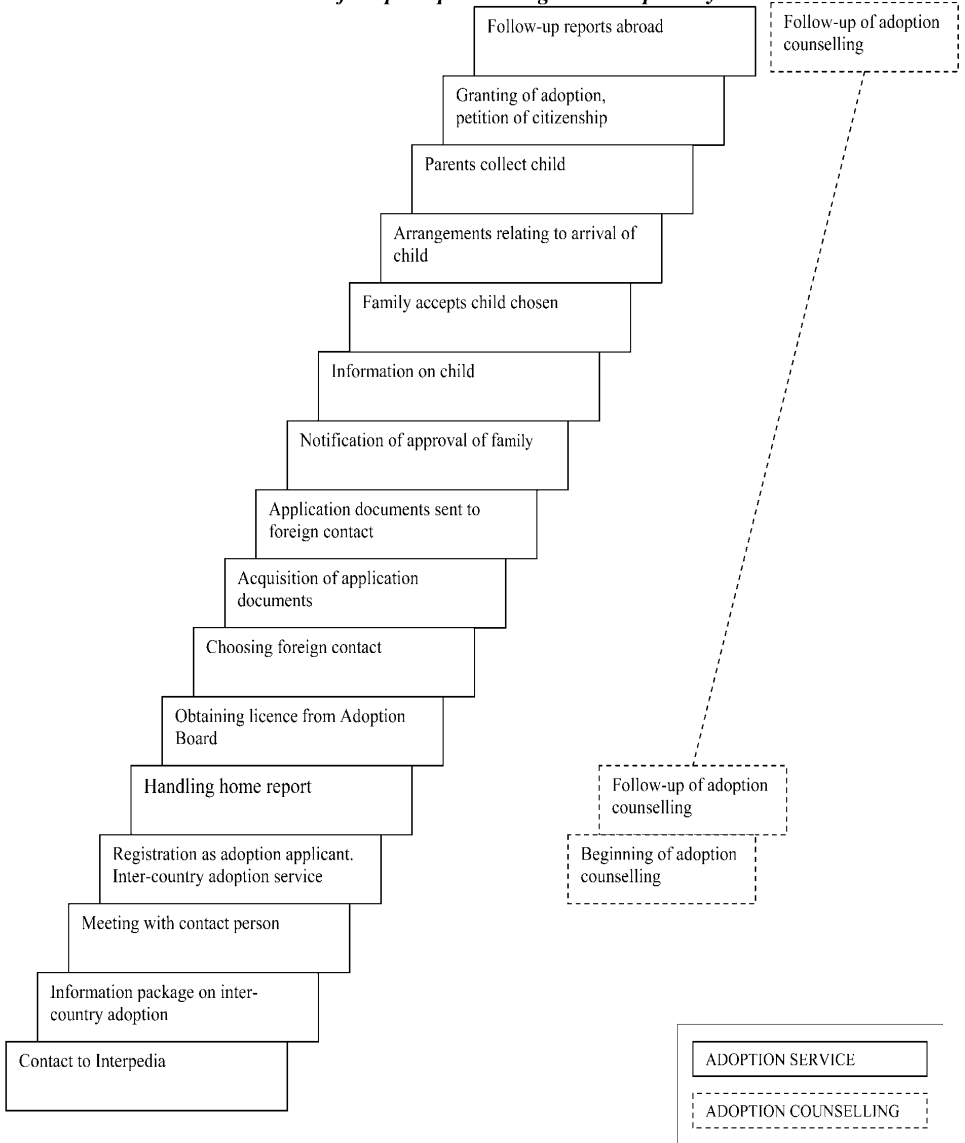 Follow-up reports abroad
Follow-up of adoption
counselling
Granting of adoption,
petition of citizenship
Parents collect child
Arrangements relating to arrival of
child
Family accepts child chosen
Information on child
Notification of approval of family
Application documents sent to
foreign contact
Acquisition of application
documents
Choosing foreign contact
Obtaining licence from Adoption
Board
Handling home report
Follow-up of adoption
counselling
Registration as adoption applicant.
Inter-country adoption service
Beginning of adoption
counselling
Meeting with contact person
Information package on inter-
country adoption
Contact to Interpedia
ADOPTION SERVICE
ADOPTION COUNSELLING